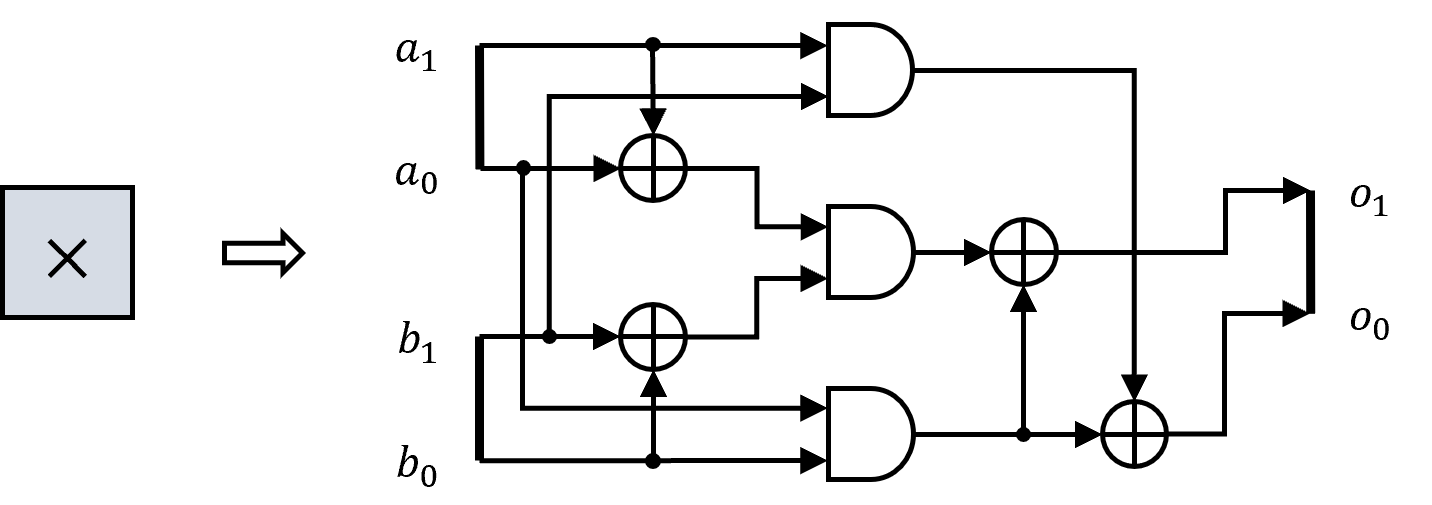 a₁
a₀
×
b₁
b₀
o₁
o₀